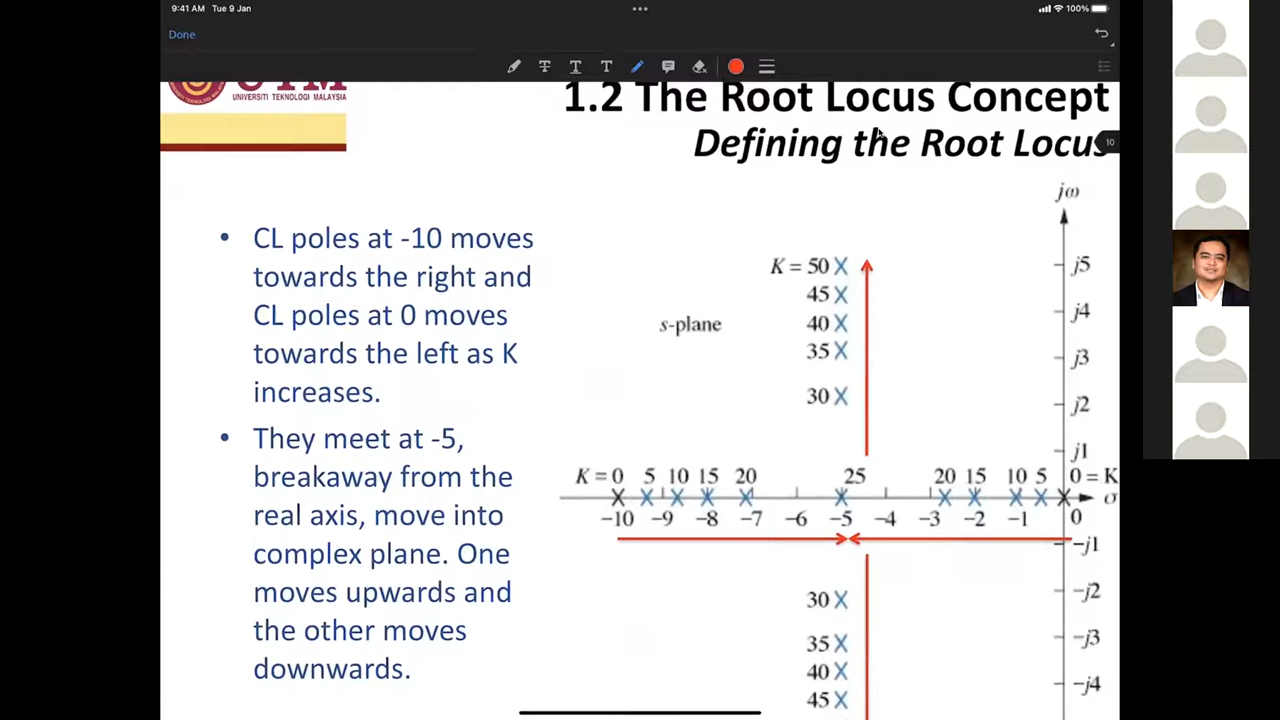 9:41 AM Tue 9 Jan
100%
Done
T T T
UTM
UNIVERSITI TEKNOLOGI MALAYSIA
1.2 The Root Locus Concept
Defining the Root Locus
10
• CL poles at -10 moves
towards the right and
CL poles at 0 moves
towards the left as K
increases.
• They meet at -5,
breakaway from the
real axis, move into
complex plane. One
moves upwards and
the other moves
downwards.
jω
K = 50 X j5
45 X
s-plane 40 X j4
35 X j3
30 X j2
j1
K = 0 5 10 15 20 25 20 15 10 5 0 = K
σ
−10 −9 −8 −7 −6 −5 −4 −3 −2 −1 0
−j1
30 X −j2
35 X −j3
40 X −j4
45 X